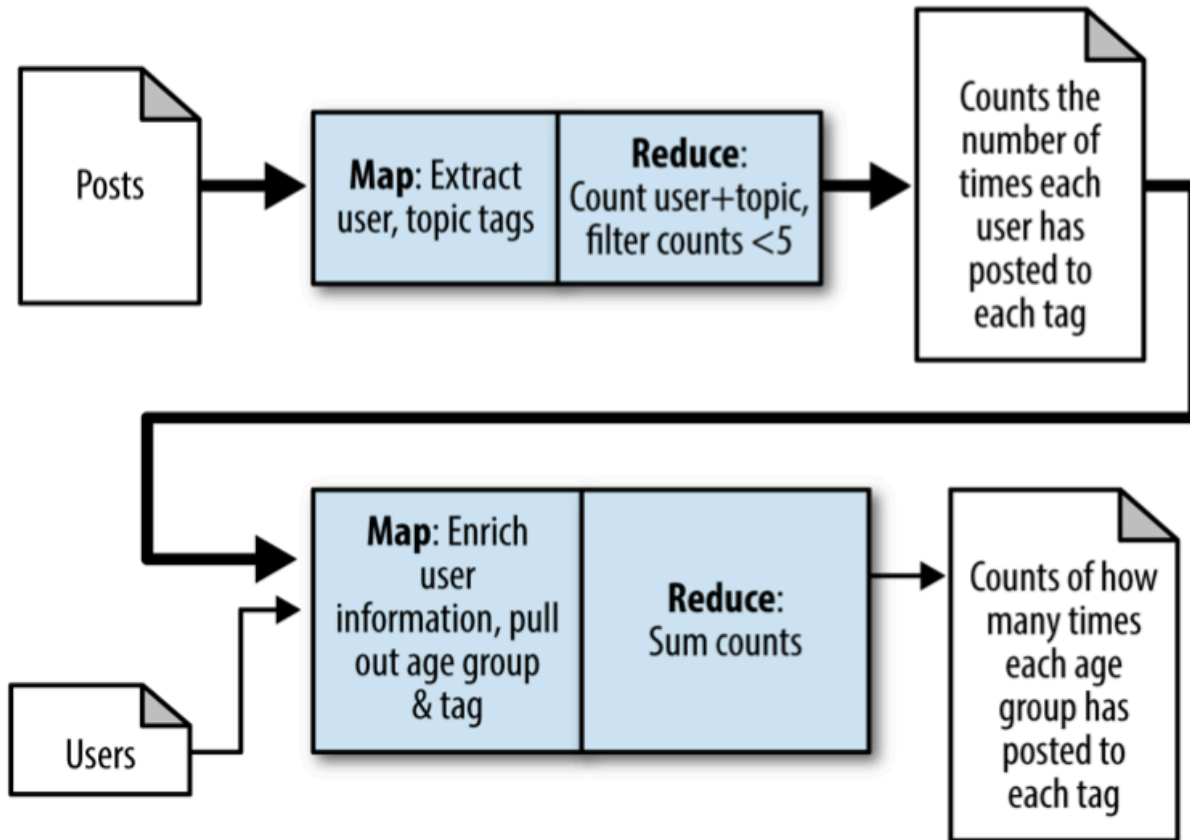 Posts
Map: Extract
user, topic tags
Reduce:
Count user+topic,
filter counts <5
Counts the
number of
times each
user has
posted to
each tag
Users
Map: Enrich
user
information, pull
out age group
& tag
Reduce:
Sum counts
Counts of how
many times
each age
group has
posted to
each tag